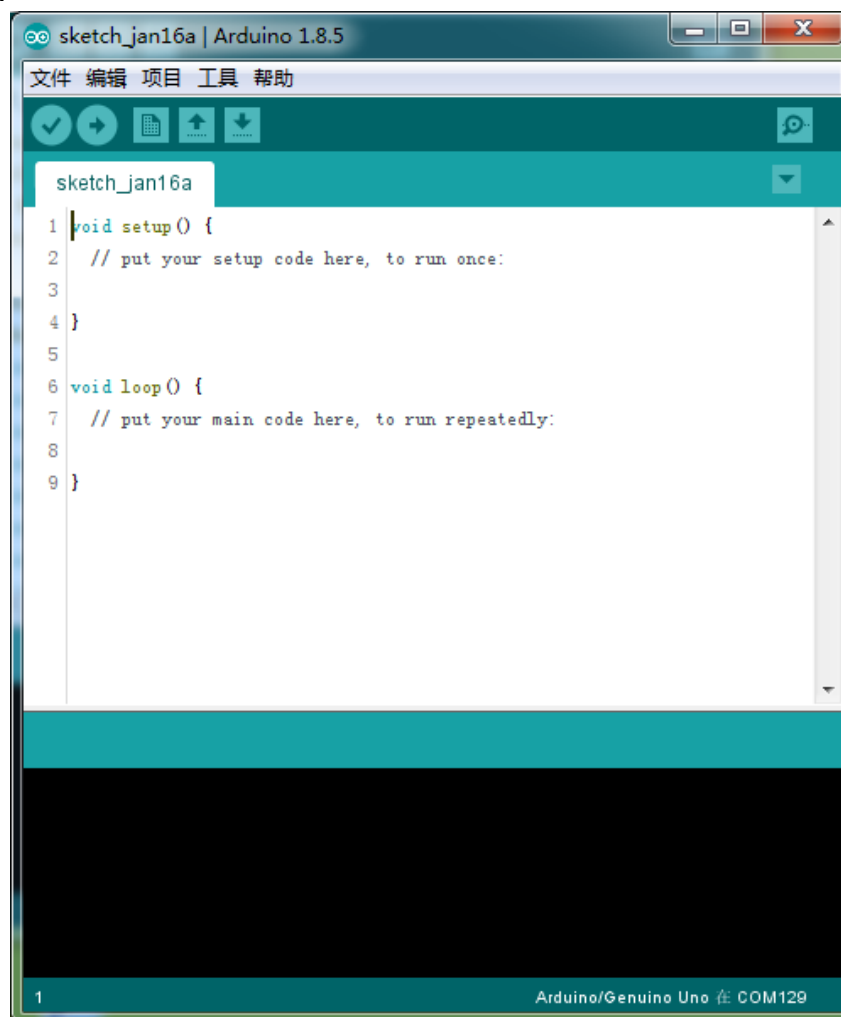 sketch_jan16a | Arduino 1.8.5
文件 编辑 项目 工具 帮助
sketch_jan16a
1 void setup() {
2 // put your setup code here, to run once:
3
4 }
5
6 void loop() {
7 // put your main code here, to run repeatedly:
8
9 }
1 Arduino/Genuino Uno 在 COM129